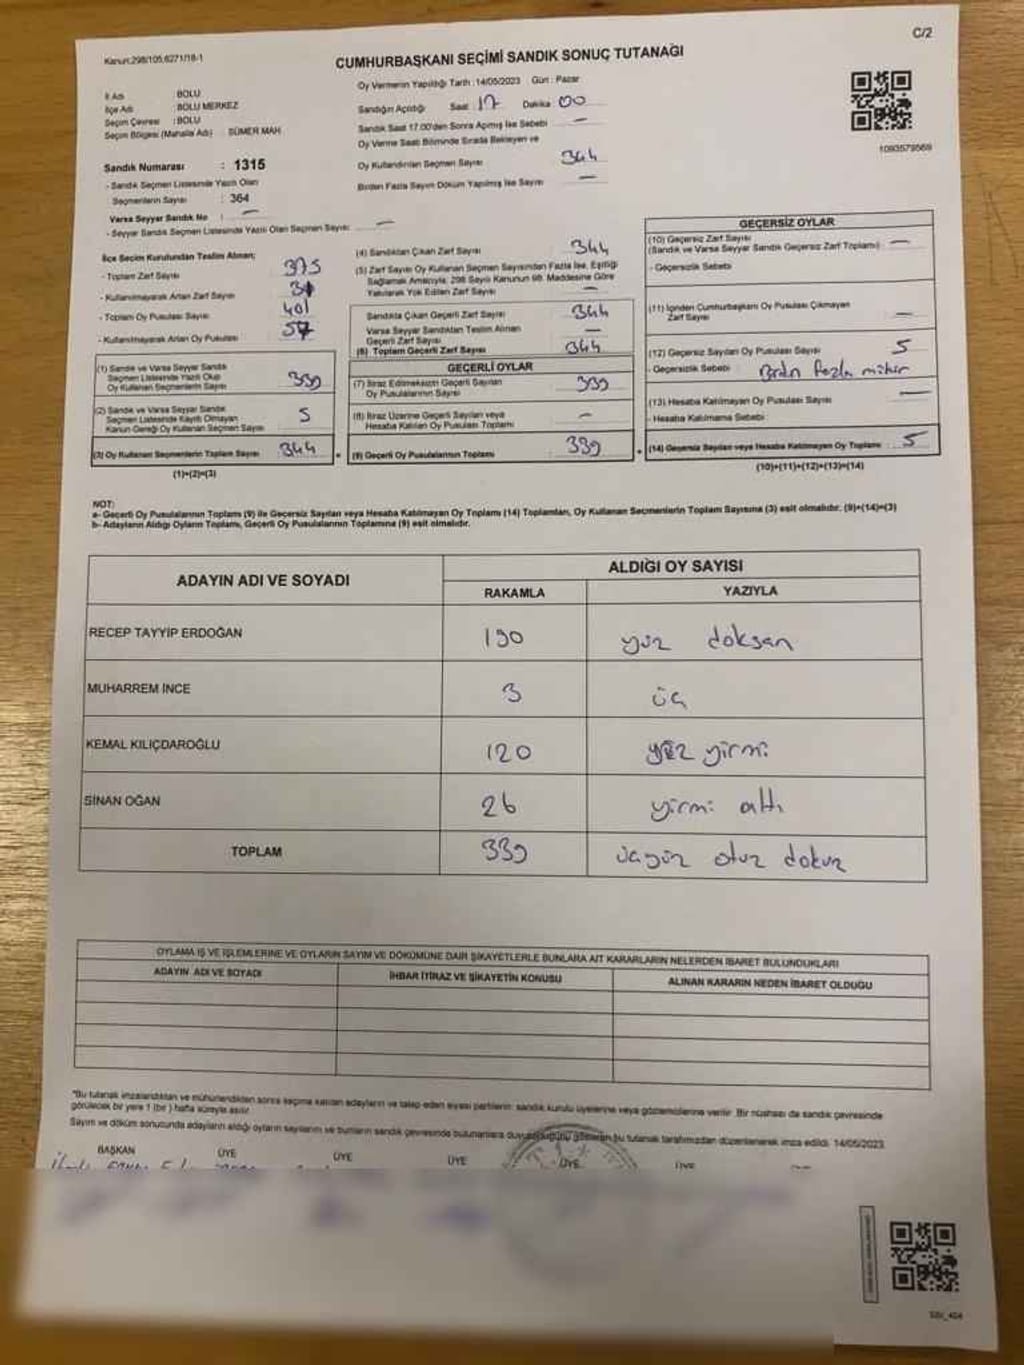 C/2
Kanun:298/105,6271/18-1
CUMHURBAŞKANI SEÇİMİ SANDIK SONUÇ TUTANAĞI
İl Adı : BOLU
İlçe Adı : BOLU MERKEZ
Seçim Çevresi : BOLU
Seçim Bölgesi (Mahalle Adı) : SÜMER MAH
Sandık Numarası : 1315
- Sandık Seçmen Listesinde Yazılı Olan
Seçmenlerin Sayısı : 364
Varsa Seyyar Sandık No : —
- Seyyar Sandık Seçmen Listesinde Yazılı Olan Seçmen Sayısı: —
Oy Vermenin Yapıldığı Tarih : 14/05/2023 Gün : Pazar
Sandığın Açıldığı Saat : 17 Dakika 00
Sandık Saat 17.00'den Sonra Açılmış İse Sebebi —
Oy Verme Saati Bitiminde Sırada Bekleyen ve
Oy Kullandırılan Seçmen Sayısı 344
Birden Fazla Sayım Döküm Yapılmış İse Sayısı —
1093579569
İlçe Seçim Kurulundan Teslim Alınan;
- Toplam Zarf Sayısı 375
- Kullanılmayarak Artan Zarf Sayısı 31
- Toplam Oy Pusulası Sayısı 401
- Kullanılmayarak Artan Oy Pusulası 57
(1) Sandık ve Varsa Seyyar Sandık
Seçmen Listesinde Yazılı Olup
Oy Kullanan Seçmenlerin Sayısı 339
(2) Sandık ve Varsa Seyyar Sandık
Seçmen Listesinde Kayıtlı Olmayan
Kanun Gereği Oy Kullanan Seçmen Sayısı 5
(3) Oy Kullanan Seçmenlerin Toplam Sayısı 344
(1)+(2)=(3)
(4) Sandıktan Çıkan Zarf Sayısı 344
(5) Zarf Sayısı Oy Kullanan Seçmen Sayısından Fazla İse, Eşitliği
Sağlamak Amacıyla, 298 Sayılı Kanunun 98. Maddesine Göre
Yakılarak Yok Edilen Zarf Sayısı —
Sandıkta Çıkan Geçerli Zarf Sayısı 344
Varsa Seyyar Sandıktan Teslim Alınan
Geçerli Zarf Sayısı —
(6) Toplam Geçerli Zarf Sayısı 344
GEÇERLİ OYLAR
(7) İtiraz Edilmeksizin Geçerli Sayılan
Oy Pusulası Sayısı 339
(8) İtiraz Üzerine Geçerli Sayılan veya
Hesaba Katılan Oy Pusulası Toplamı —
(9) Geçerli Oy Pusulalarının Toplamı 339
GEÇERSİZ OYLAR
(10) Geçersiz Zarf Sayısı
(Sandık ve Varsa Seyyar Sandık Geçersiz Zarf Toplamı) —
- Geçersizlik Sebebi
(11) İçinden Cumhurbaşkanı Oy Pusulası Çıkmayan
Zarf Sayısı —
(12) Geçersiz Sayılan Oy Pusulası Sayısı 5
- Geçersizlik Sebebi Birden fazla mühür
(13) Hesaba Katılmayan Oy Pusulası Sayısı —
- Hesaba Katılmama Sebebi
(14) Geçersiz Sayılan veya Hesaba Katılmayan Oy Toplamı 5
(10)+(11)+(12)+(13)=(14)
NOT:
a- Geçerli Oy Pusulalarının Toplamı (9) ile Geçersiz Sayılan veya Hesaba Katılmayan Oy Toplamı (14) Toplamları, Oy Kullanan Seçmenlerin Toplam Sayısına (3) eşit olmalıdır. (9)+(14)=(3)
b- Adayların Aldığı Oyların Toplamı, Geçerli Oy Pusulalarının Toplamına (9) eşit olmalıdır.
ADAYIN ADI VE SOYADI
ALDIĞI OY SAYISI
RAKAMLA YAZIYLA
RECEP TAYYİP ERDOĞAN 190 yüz doksan
MUHARREM İNCE 3 üç
KEMAL KILIÇDAROĞLU 120 yüz yirmi
SİNAN OĞAN 26 yirmi altı
TOPLAM 339 üçyüz otuz dokuz
OYLAMA İŞ VE İŞLEMLERİNE VE OYLARIN SAYIM VE DÖKÜMÜNE DAİR ŞİKAYETLERLE BUNLARA AİT KARARLARIN NELERDEN İBARET BULUNDUKLARI
ADAYIN ADI VE SOYADI İHBAR İTİRAZ VE ŞİKAYETİN KONUSU ALINAN KARARIN NEDEN İBARET OLDUĞU
*Bu tutanak imzalandıktan ve mühürlendikten sonra seçime katılan adayların ve talep eden siyasi partilerin sandık kurulu üyelerine veya gözlemcilerine verilir. Bir nüshası da sandık çevresinde
görülecek bir yere 1 (bir) hafta süreyle asılır.
Sayım ve döküm sonucunda adayların aldığı oyların sayılarını ve bunların sandık çevresinde bulunanlara duyurulduğunu gösteren bu tutanak tarafımızdan düzenlenerek imza edildi. 14/05/2023
BAŞKAN ÜYE ÜYE ÜYE ÜYE ÜYE